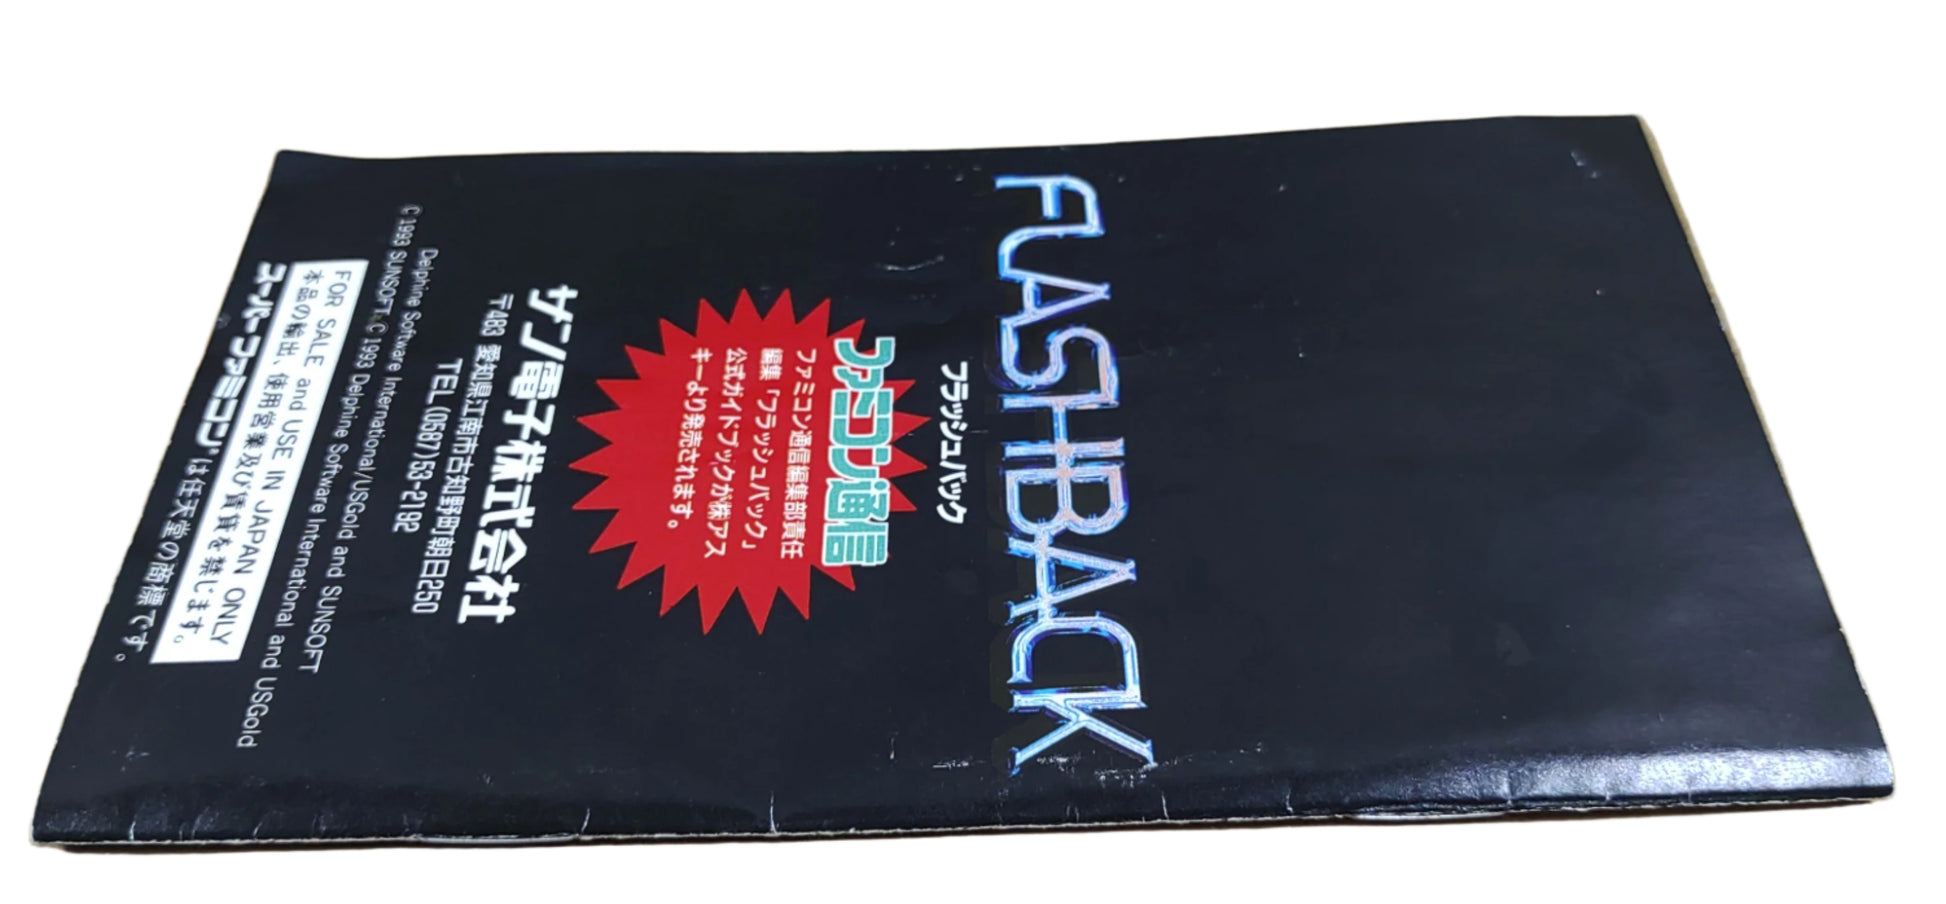 FLASHBACK
フラッシュバック
ファミコン通信
ファミコン通信編集部責任
編集「フラッシュバック」
公式ガイドブックが㈱アス
キーより発売されます。
サン電子株式会社
〒483 愛知県江南市古知野町朝日250
TEL(0587)53-2192
Delphine Software International/USGold and SUNSOFT
© 1993 SUNSOFT,© 1993 Delphine Software International and USGold
FOR SALE and USE IN JAPAN ONLY
本品の輸出、使用営業及び賃貸を禁じます。
スーパーファミコンは任天堂の商標です。